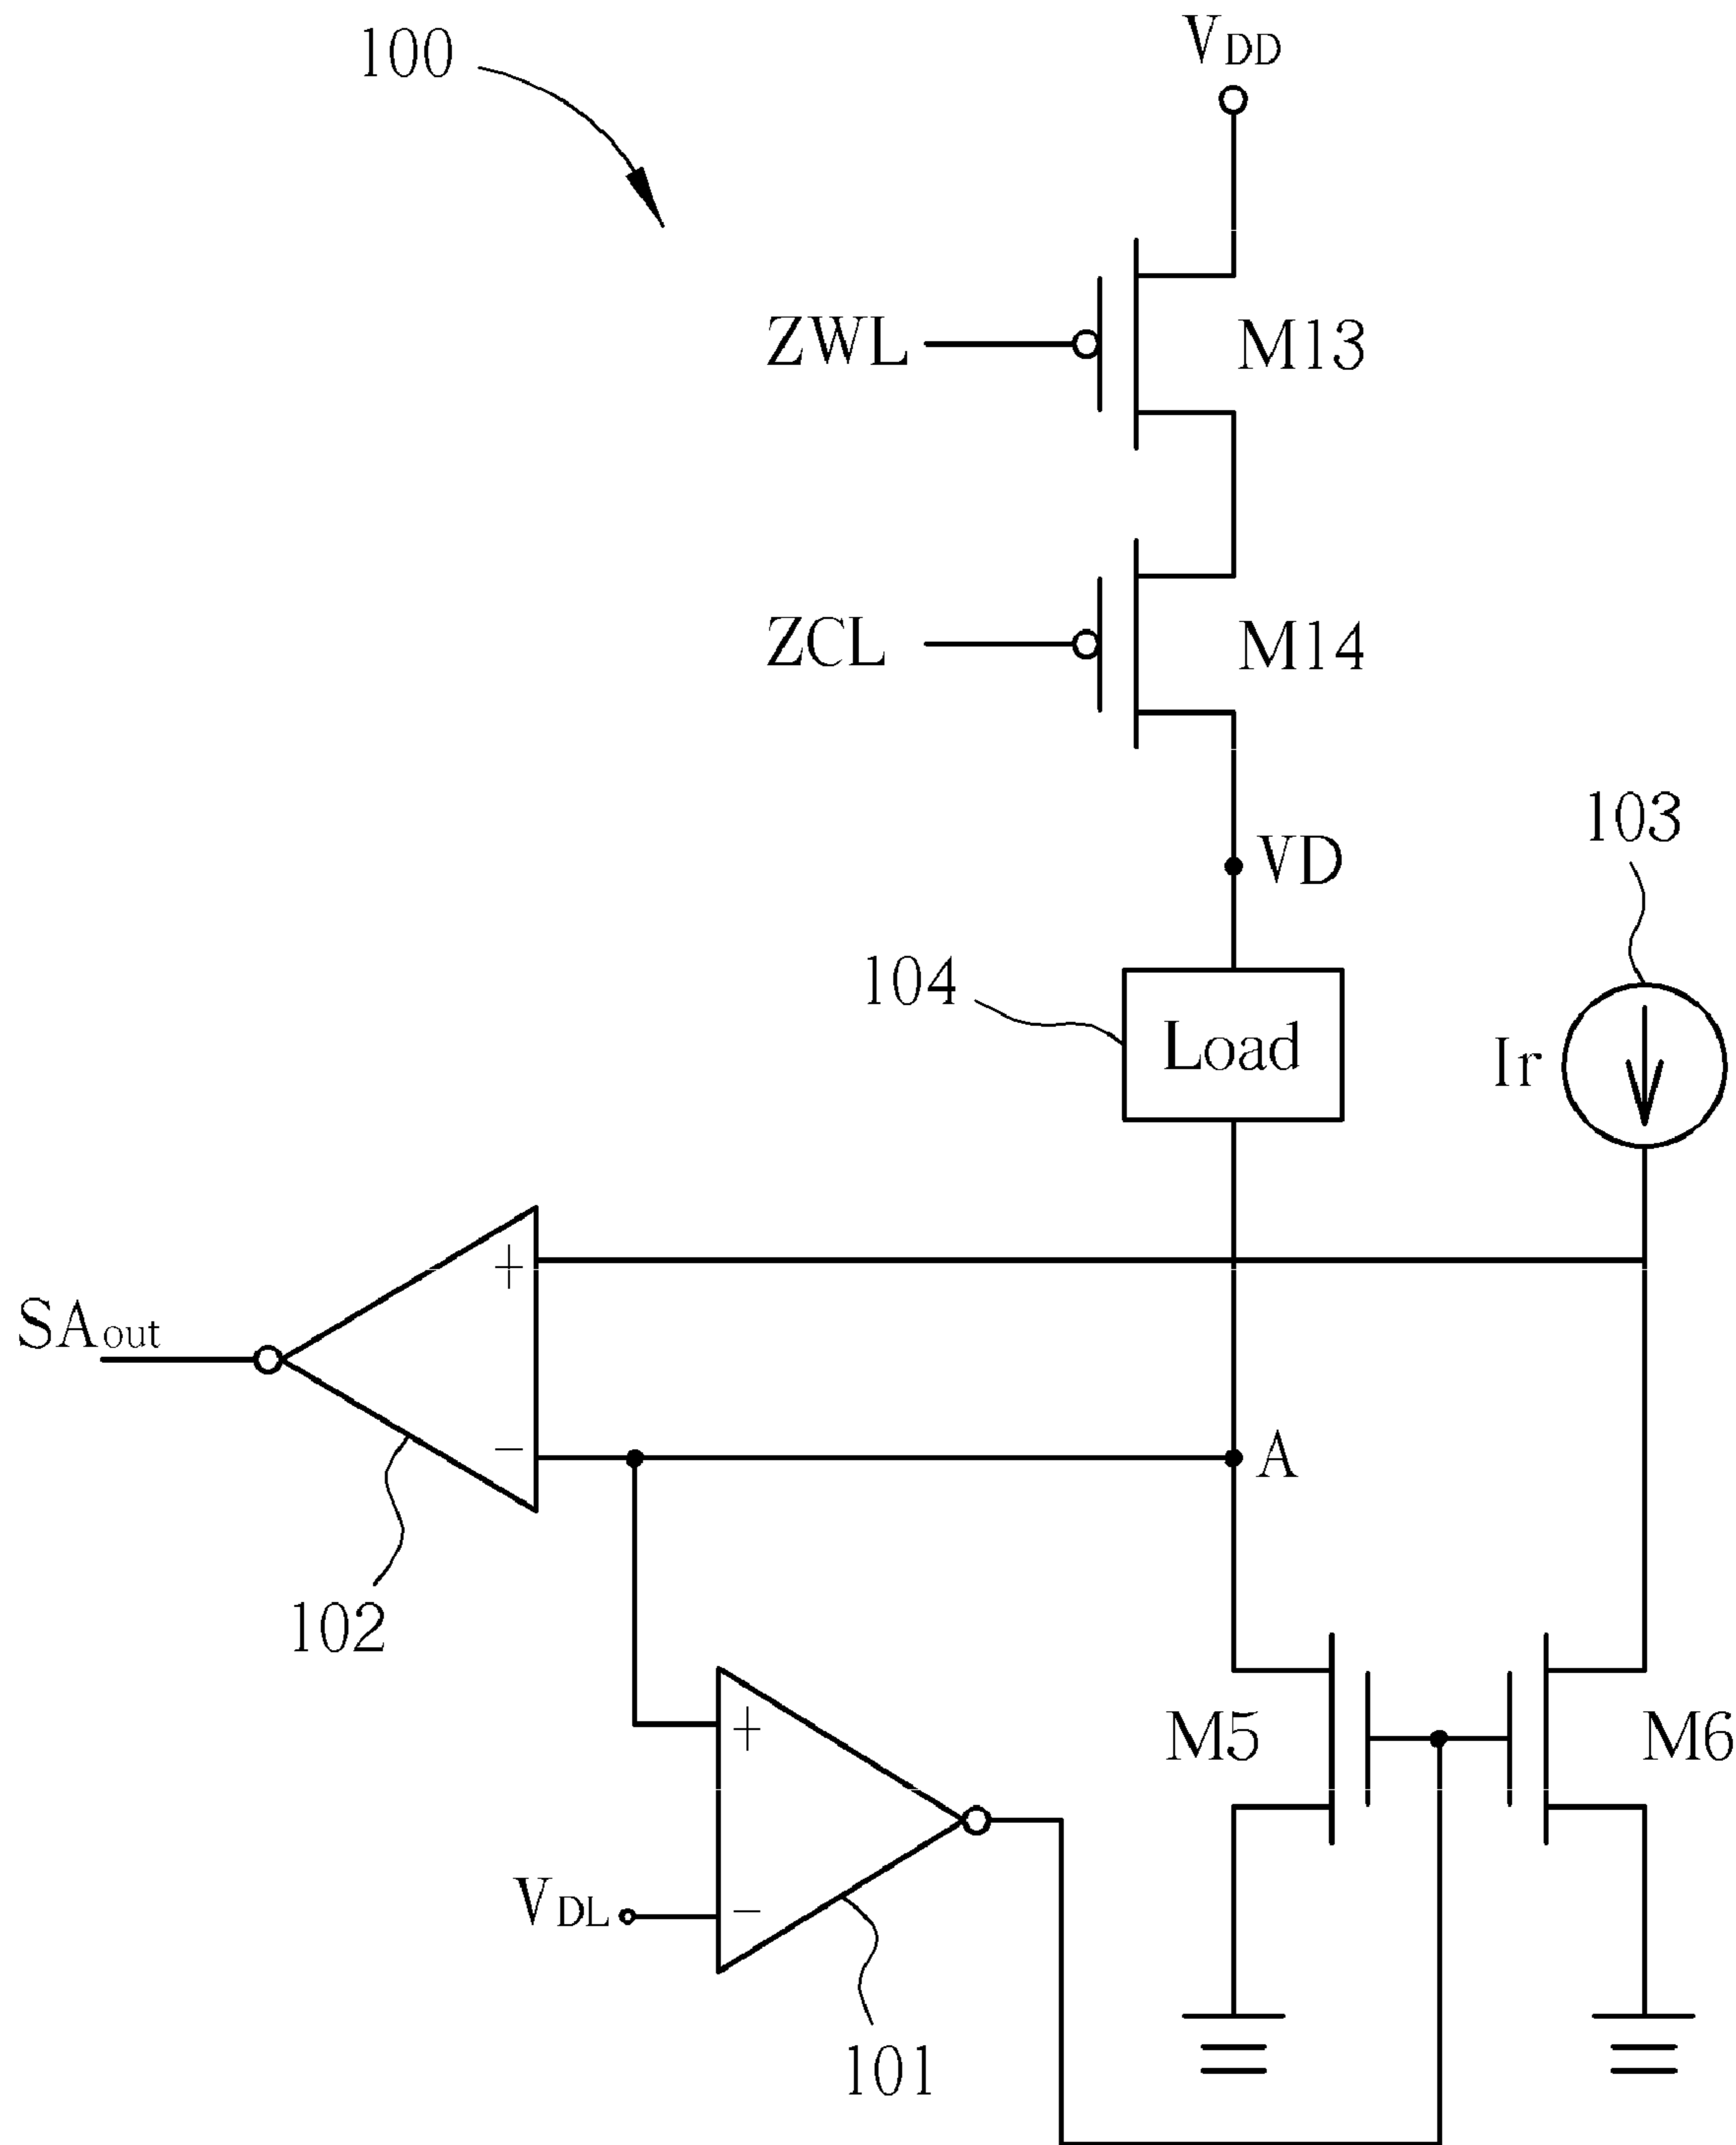 100
VDD
ZWL
M13
ZCL
M14
VD
103
104
Load
Ir
+
SAout
−
A
102
+
M5
M6
VDL
−
101